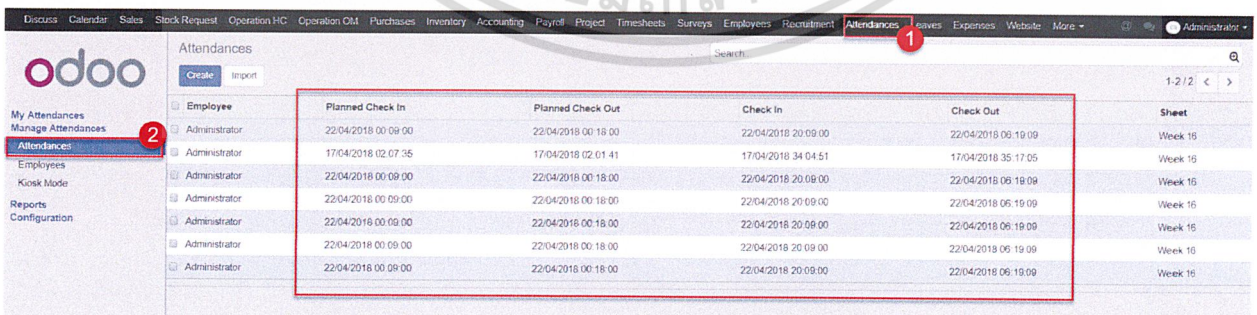 Discuss Calendar Sales Stock Request Operation HC Operation OM Purchases Inventory Accounting Payroll Project Timesheets Surveys Employees Recruitment Attendances Leaves Expenses Website More Administrator
1
odoo
Attendances
Search
Create Import
1-2 / 2
My Attendances
Manage Attendances
2
Attendances
Employees
Kiosk Mode
Reports
Configuration
Employee Planned Check In Planned Check Out Check In Check Out Sheet
Administrator 22/04/2018 00:09:00 22/04/2018 00:18:00 22/04/2018 20:09:00 22/04/2018 06:19:09 Week 16
Administrator 17/04/2018 02:07:35 17/04/2018 02:01:41 17/04/2018 34:04:51 17/04/2018 35:17:05 Week 16
Administrator 22/04/2018 00:09:00 22/04/2018 00:18:00 22/04/2018 20:09:00 22/04/2018 06:19:09 Week 16
Administrator 22/04/2018 00:09:00 22/04/2018 00:18:00 22/04/2018 20:09:00 22/04/2018 06:19:09 Week 16
Administrator 22/04/2018 00:09:00 22/04/2018 00:18:00 22/04/2018 20:09:00 22/04/2018 06:19:09 Week 16
Administrator 22/04/2018 00:09:00 22/04/2018 00:18:00 22/04/2018 20:09:00 22/04/2018 06:19:09 Week 16
Administrator 22/04/2018 00:09:00 22/04/2018 00:18:00 22/04/2018 20:09:00 22/04/2018 06:19:09 Week 16